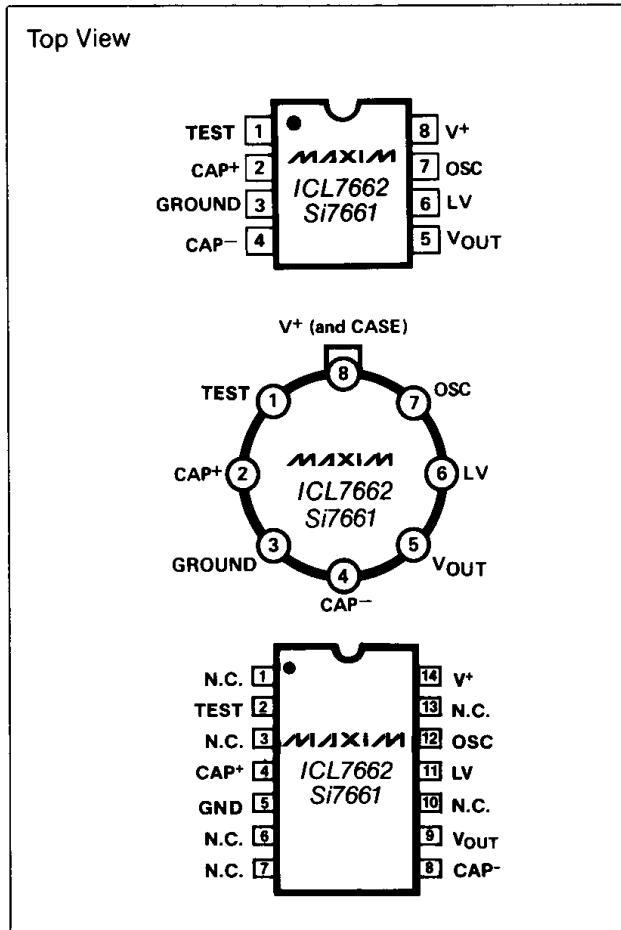 Top View
TEST 1 8 V+
CAP+ 2 7 OSC
GROUND 3 6 LV
CAP− 4 5 VOUT
MAXIM
ICL7662
Si7661
V+ (and CASE)
8
TEST 1 7 OSC
CAP+ 2 6 LV
MAXIM
ICL7662
Si7661
GROUND 3 5 VOUT
4
CAP−
N.C. 1 14 V+
TEST 2 13 N.C.
N.C. 3 MAXIM 12 OSC
CAP+ 4 ICL7662 11 LV
GND 5 Si7661 10 N.C.
N.C. 6 9 VOUT
N.C. 7 8 CAP-